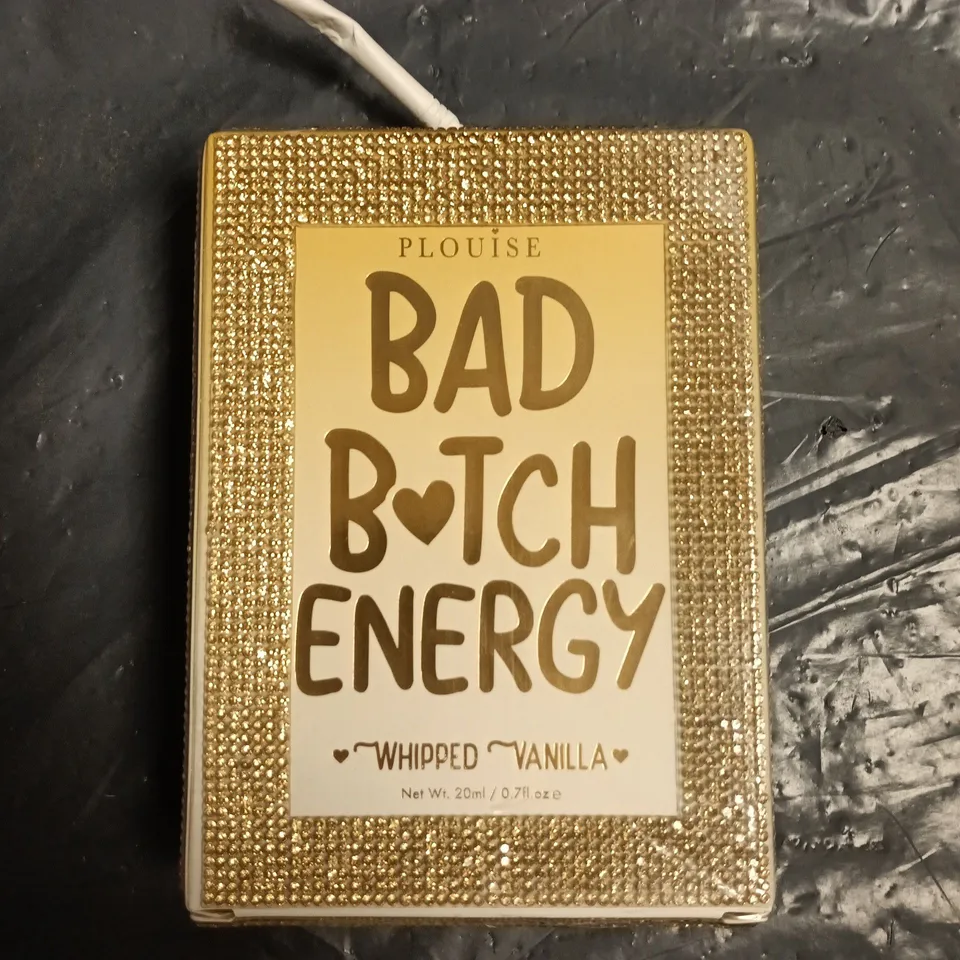 PLOUISE
BAD
B♥TCH
ENERGY
♥ WHIPPED VANILLA ♥
Net Wt. 20ml / 0.7fl.oz e